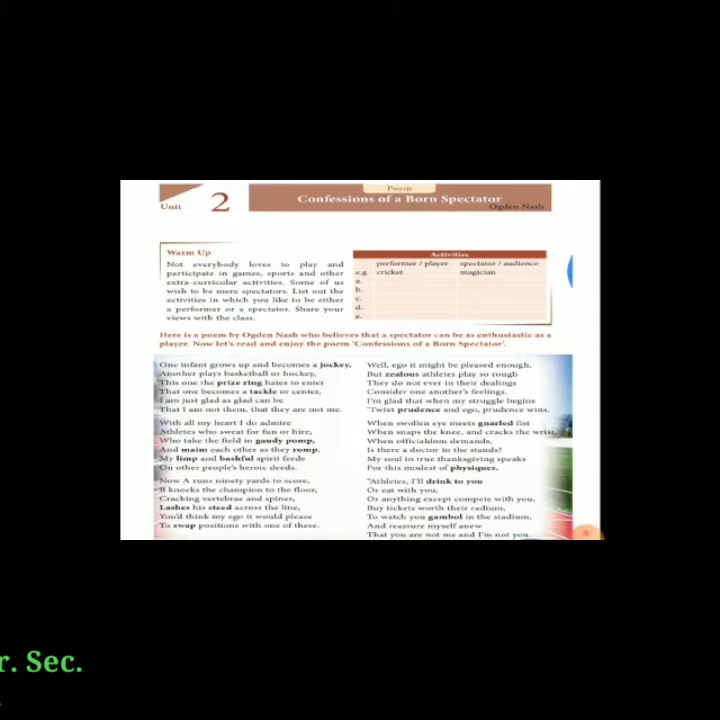 Poem
Confessions of a Born Spectator
Unit 2
Ogden Nash
Warm Up
Not everybody loves to play and
participate in games, sports and other
extra-curricular activities. Some of us
wish to be mere spectators. List out the
activities in which you like to be either
a performer or a spectator. Share your
views with the class.
Activities
performer / player spectator / audience
e.g. cricket magician
a.
b.
c.
d.
e.
Here is a poem by Ogden Nash who believes that a spectator can be as enthusiastic as a
player. Now let's read and enjoy the poem 'Confessions of a Born Spectator'.
One infant grows up and becomes a jockey,
Another plays basketball or hockey,
This one the prize ring hates to enter
That one becomes a tackle or center,
I am just glad as glad can be
That I am not them, that they are not me.
With all my heart I do admire
Athletes who sweat for fun or hire,
Who take the field in gaudy pomp,
And maim each other as they romp,
My limp and bashful spirit feeds
On other people's heroic deeds.
Now A runs ninety yards to score,
B knocks the champion to the floor,
Cracking vertebrae and spines,
Lashes his steed across the line,
You'd think my ego it would please
To swap positions with one of these.
Well, ego it might be pleased enough,
But zealous athletes play so rough
They do not ever in their dealings
Consider one another's feelings.
I'm glad that when my struggle begins
'Twixt prudence and ego, prudence wins.
When swollen eye meets gnarled fist
When snaps the knee, and cracks the wrist,
When officialdom demands,
Is there a doctor in the stands?
My soul in true thanksgiving speaks
For this modest of physiques.
"Athletes, I'll drink to you
Or eat with you,
Or anything except compete with you,
Buy tickets worth their radium,
To watch you gambol in the stadium,
And reassure myself anew
That you are not me and I'm not you.
r. Sec.